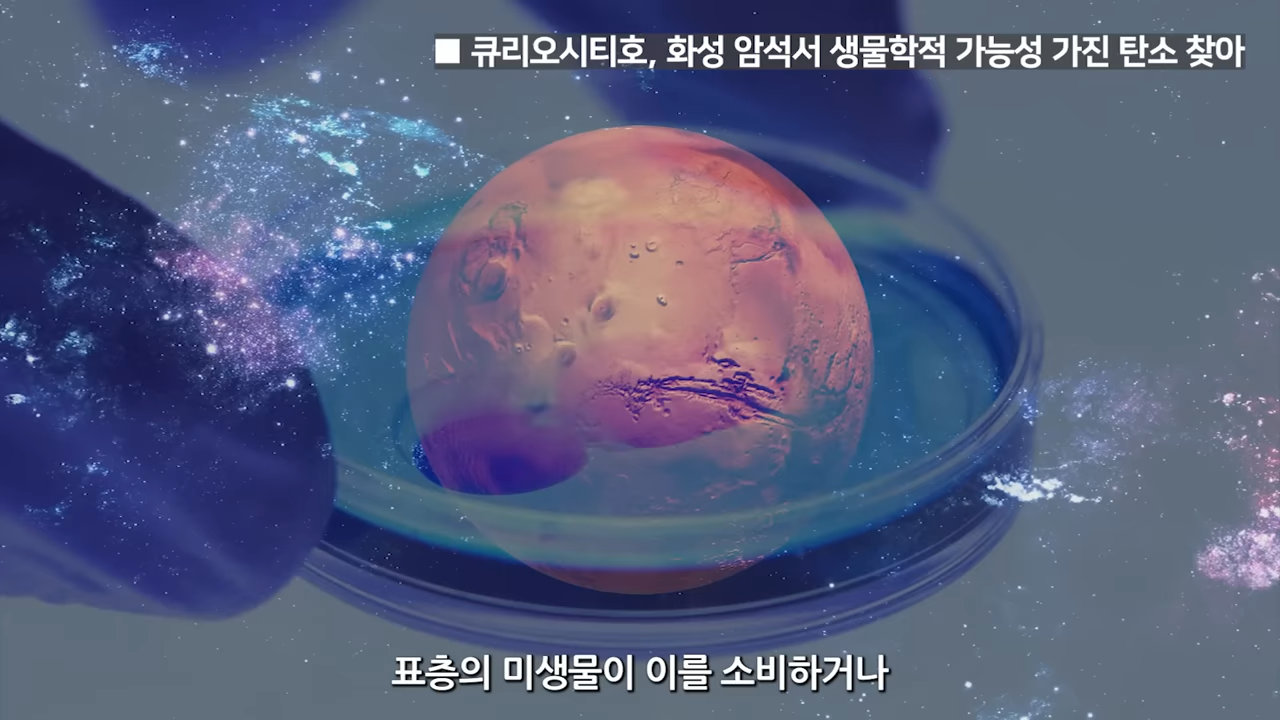 ■ 큐리오시티호, 화성 암석서 생물학적 가능성 가진 탄소 찾아
표층의 미생물이 이를 소비하거나